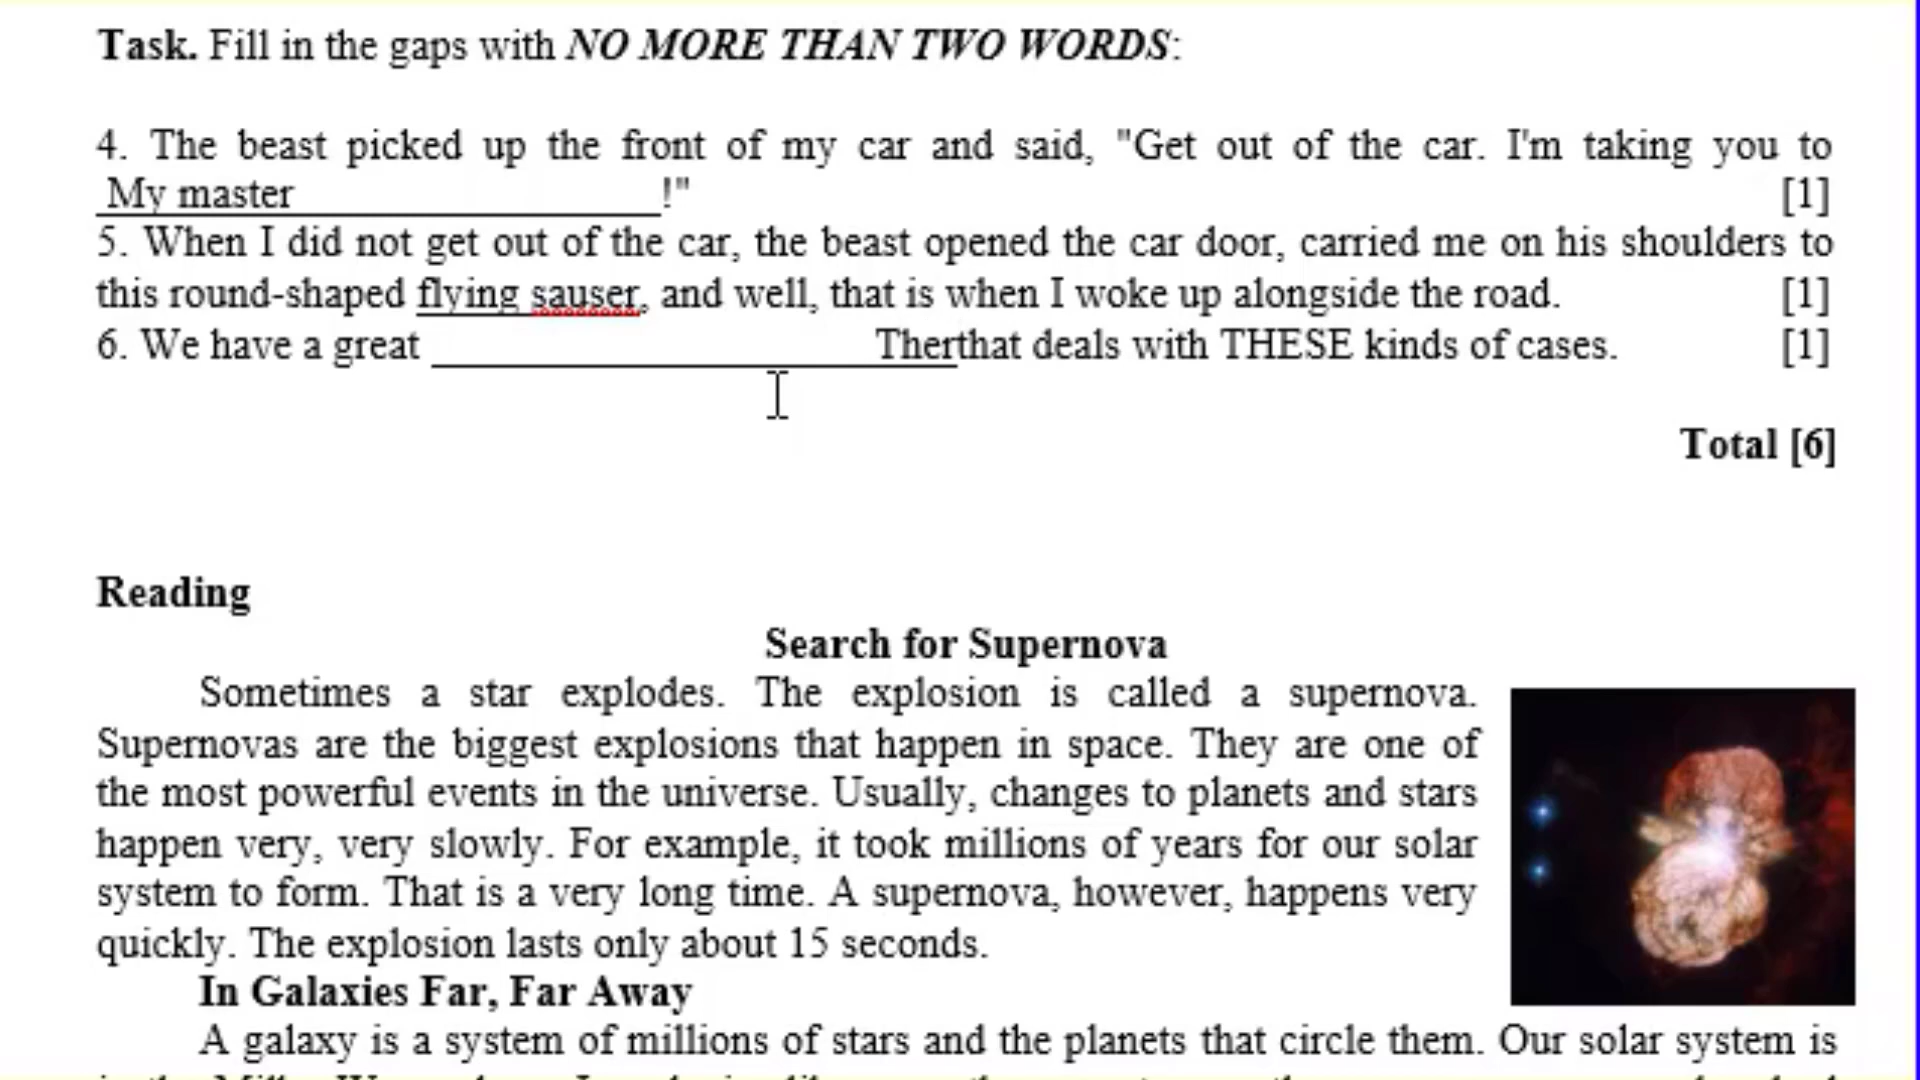 Task. Fill in the gaps with NO MORE THAN TWO WORDS:
4. The beast picked up the front of my car and said, "Get out of the car. I'm taking you to
My master!" [1]
5. When I did not get out of the car, the beast opened the car door, carried me on his shoulders to
this round-shaped flying sauser, and well, that is when I woke up alongside the road. [1]
6. We have a great Therthat deals with THESE kinds of cases. [1]
Total [6]
Reading
Search for Supernova
Sometimes a star explodes. The explosion is called a supernova.
Supernovas are the biggest explosions that happen in space. They are one of
the most powerful events in the universe. Usually, changes to planets and stars
happen very, very slowly. For example, it took millions of years for our solar
system to form. That is a very long time. A supernova, however, happens very
quickly. The explosion lasts only about 15 seconds.
In Galaxies Far, Far Away
A galaxy is a system of millions of stars and the planets that circle them. Our solar system is